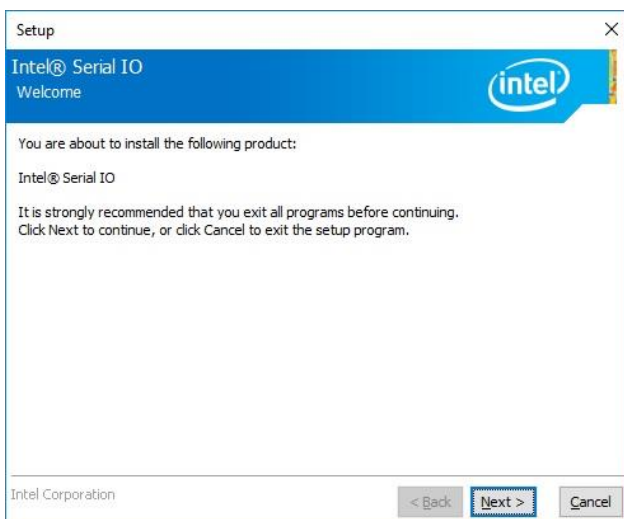 Setup
Intel® Serial IO
Welcome
intel
You are about to install the following product:
Intel® Serial IO
It is strongly recommended that you exit all programs before continuing.
Click Next to continue, or click Cancel to exit the setup program.
Intel Corporation
< Back Next > Cancel